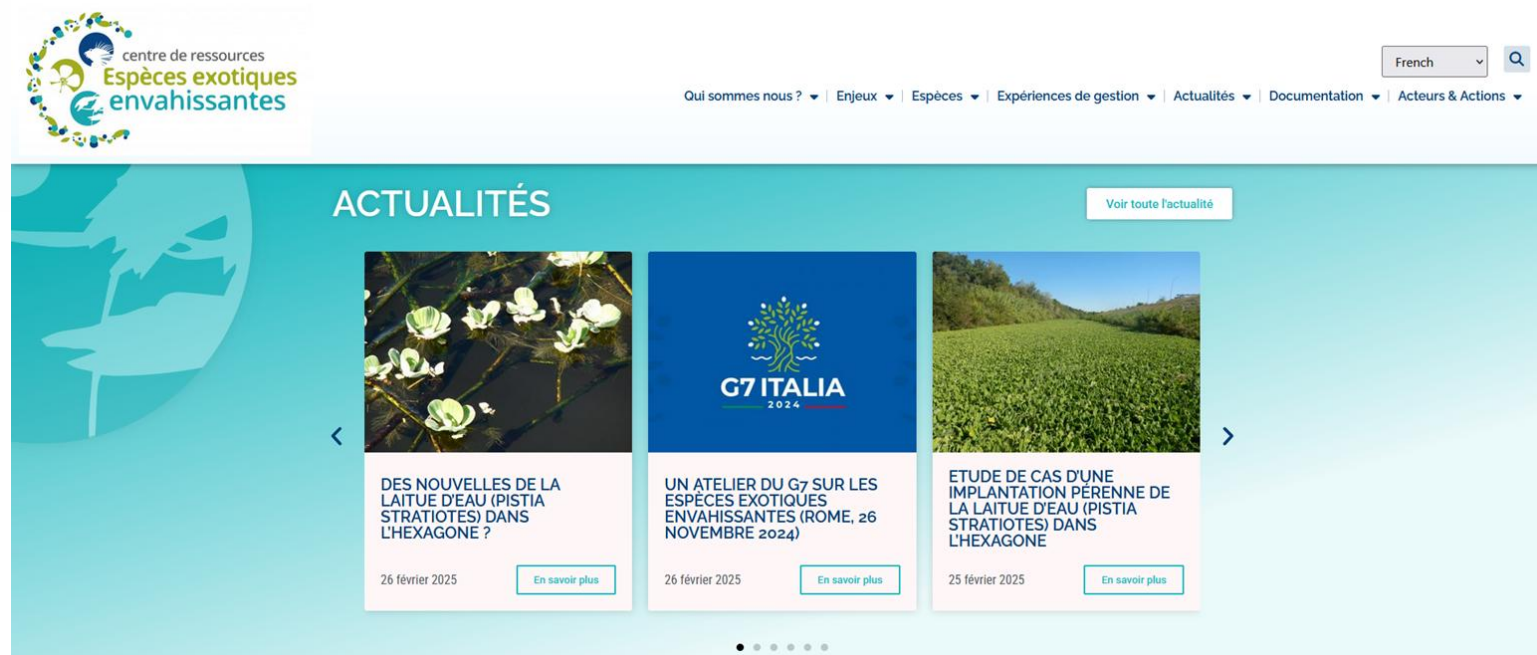 centre de ressources
Espèces exotiques
envahissantes
French
Qui sommes nous ? Enjeux Espèces Expériences de gestion Actualités Documentation Acteurs & Actions
ACTUALITÉS
Voir toute l'actualité
G7 ITALIA
2024
DES NOUVELLES DE LA
LAITUE D'EAU (PISTIA
STRATIOTES) DANS
L'HEXAGONE ?
26 février 2025
En savoir plus
UN ATELIER DU G7 SUR LES
ESPÈCES EXOTIQUES
ENVAHISSANTES (ROME, 26
NOVEMBRE 2024)
26 février 2025
En savoir plus
ETUDE DE CAS D'UNE
IMPLANTATION PÉRENNE DE
LA LAITUE D'EAU (PISTIA
STRATIOTES) DANS
L'HEXAGONE
25 février 2025
En savoir plus